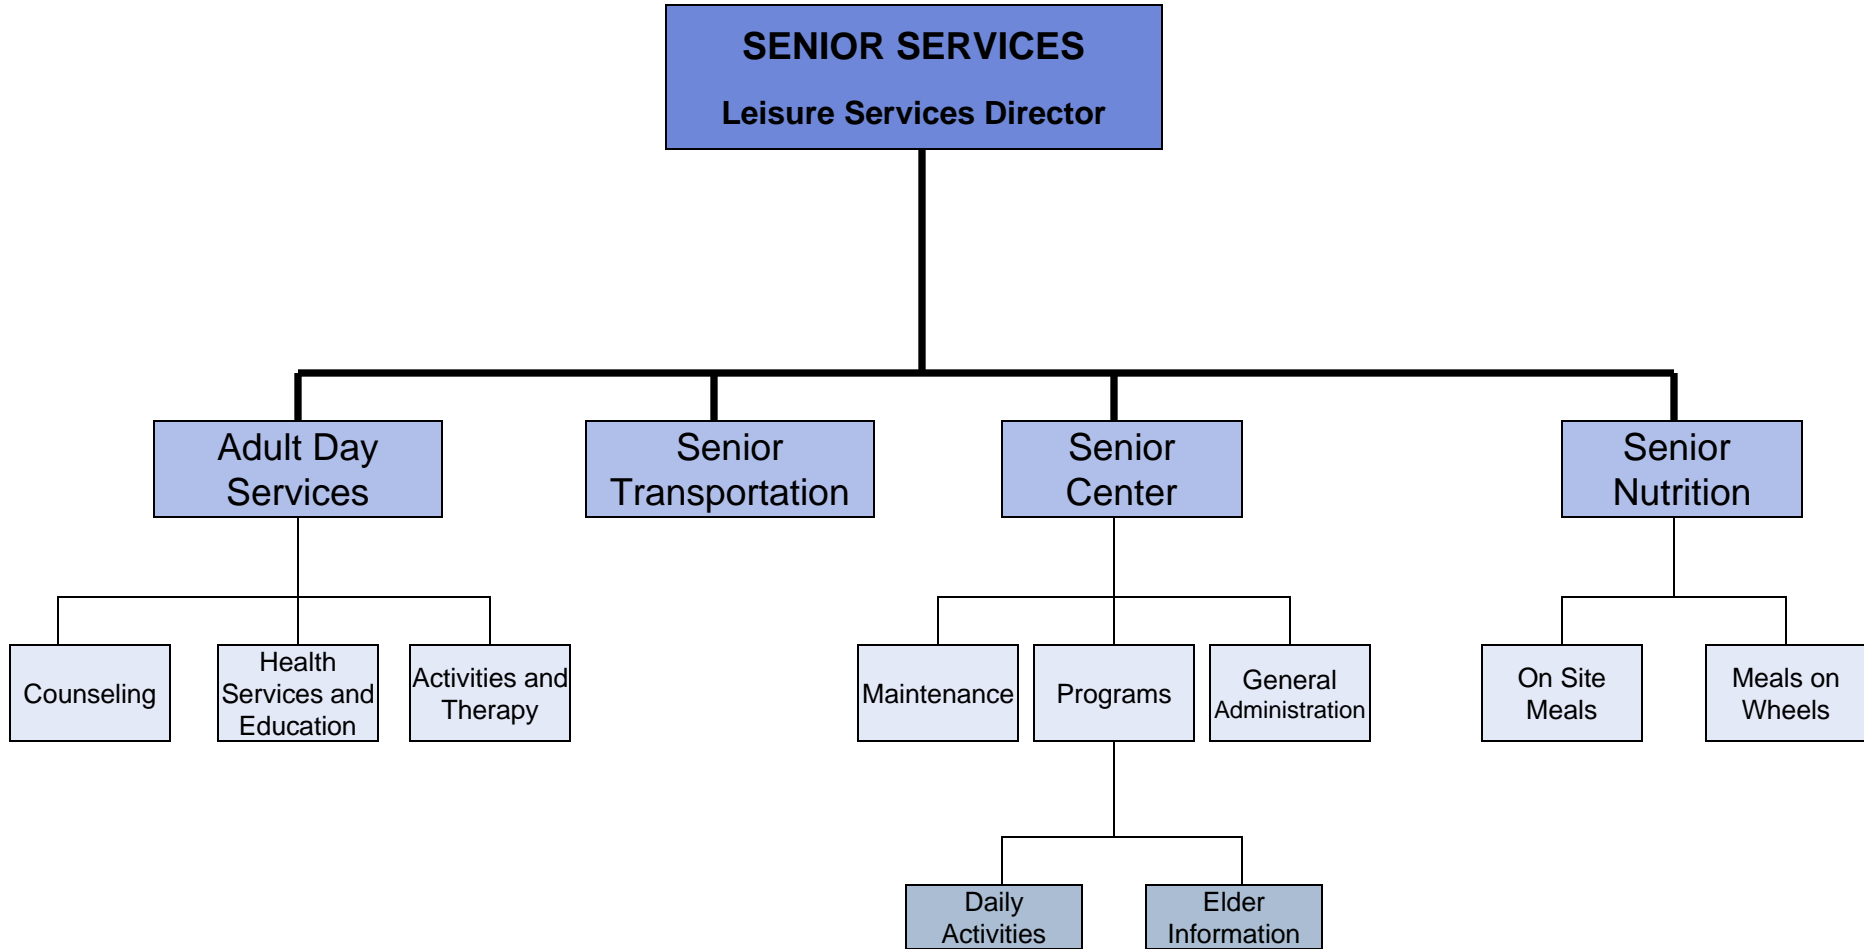 SENIOR SERVICES
Leisure Services Director
Adult Day
Services
Senior
Transportation
Senior
Center
Senior
Nutrition
Counseling
Health
Services and
Education
Activities and
Therapy
Maintenance
Programs
General
Administration
On Site
Meals
Meals on
Wheels
Daily
Activities
Elder
Information